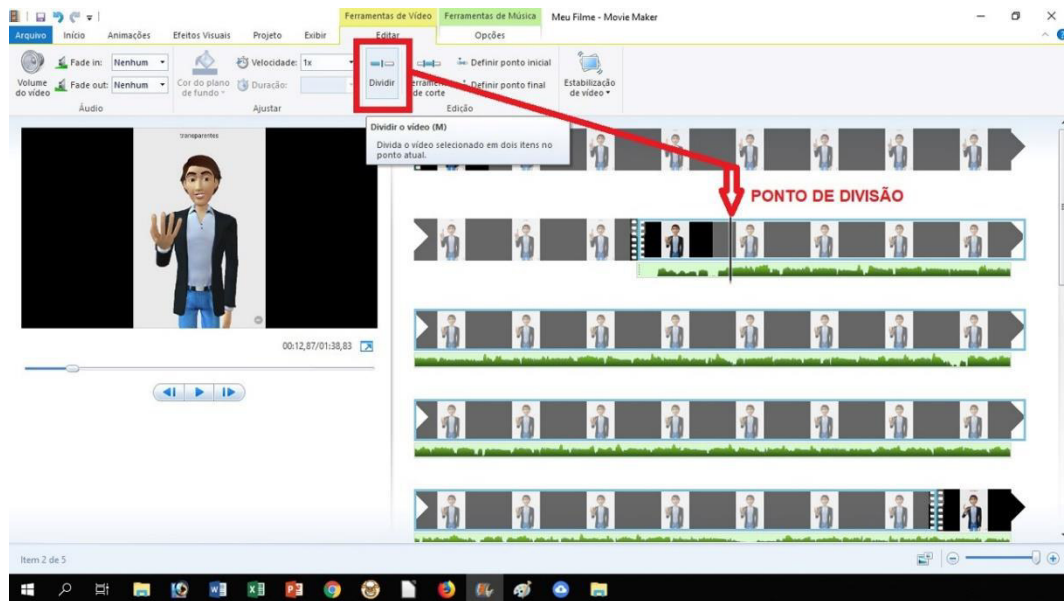 Ferramentas de Vídeo Ferramentas de Música Meu Filme - Movie Maker
Arquivo Início Animações Efeitos Visuais Projeto Exibir Editar Opções
Volume do vídeo
Fade in: Nenhum
Fade out: Nenhum
Áudio
Cor do plano de fundo
Velocidade: 1x
Duração:
Ajustar
Dividir
de corte
Definir ponto inicial
Definir ponto final
Edição
Estabilização de vídeo
Dividir o vídeo (M)
Divida o vídeo selecionado em dois itens no
ponto atual.
transparentes
PONTO DE DIVISÃO
00:12,87/01:38,83
Item 2 de 5